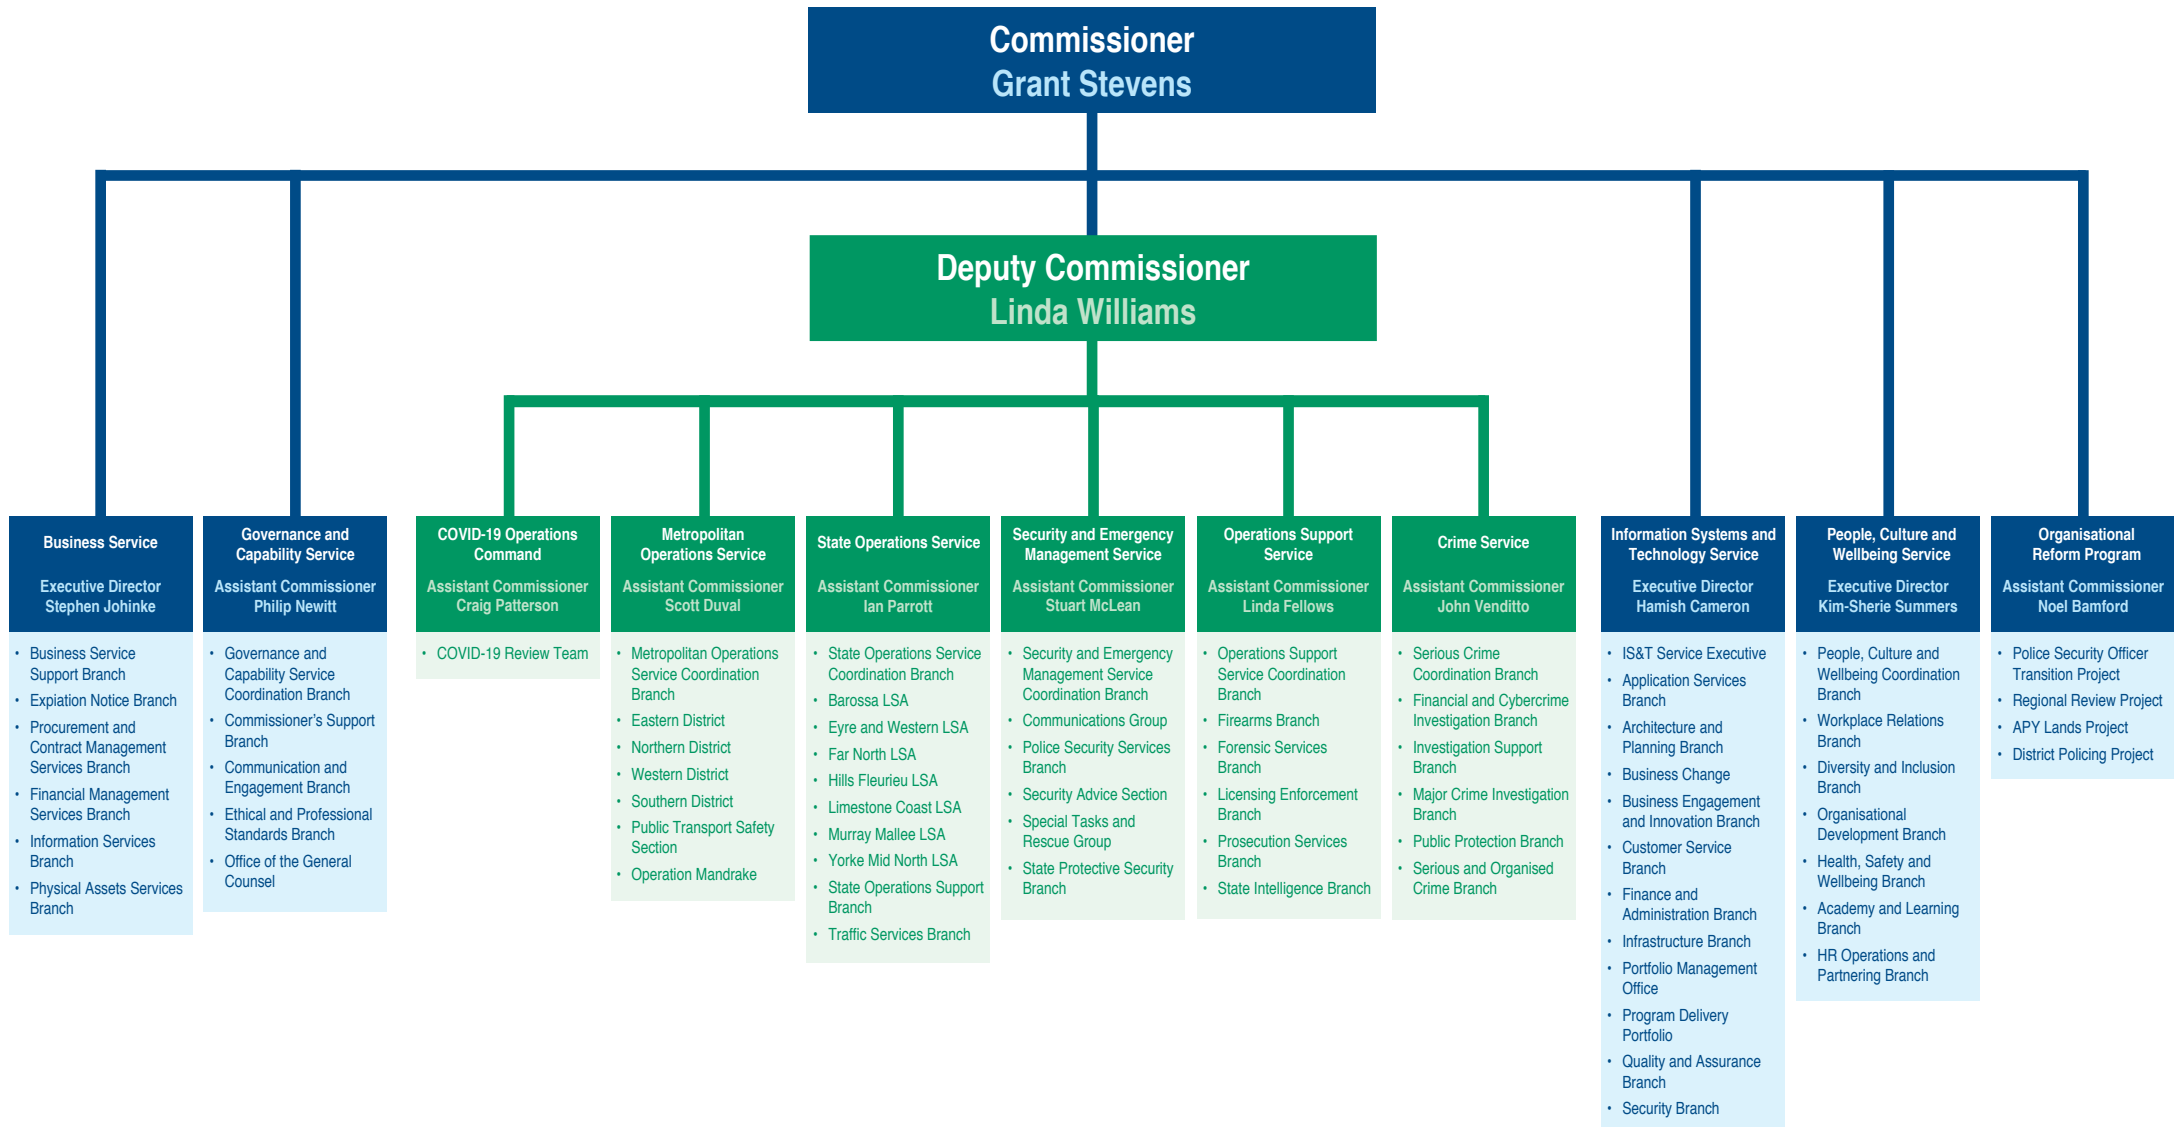 Commissioner
Grant Stevens
Deputy Commissioner
Linda Williams
Business Service
Executive Director
Stephen Johinke
• Business Service
Support Branch
• Expiation Notice Branch
• Procurement and
Contract Management
Services Branch
• Financial Management
Services Branch
• Information Services
Branch
• Physical Assets Services
Branch
Governance and
Capability Service
Assistant Commissioner
Philip Newitt
• Governance and
Capability Service
Coordination Branch
• Commissioner’s Support
Branch
• Communication and
Engagement Branch
• Ethical and Professional
Standards Branch
• Office of the General
Counsel
COVID-19 Operations
Command
Assistant Commissioner
Craig Patterson
• COVID-19 Review Team
Metropolitan
Operations Service
Assistant Commissioner
Scott Duval
• Metropolitan Operations
Service Coordination
Branch
• Eastern District
• Northern District
• Western District
• Southern District
• Public Transport Safety
Section
• Operation Mandrake
State Operations Service
Assistant Commissioner
Ian Parrott
• State Operations Service
Coordination Branch
• Barossa LSA
• Eyre and Western LSA
• Far North LSA
• Hills Fleurieu LSA
• Limestone Coast LSA
• Murray Mallee LSA
• Yorke Mid North LSA
• State Operations Support
Branch
• Traffic Services Branch
Security and Emergency
Management Service
Assistant Commissioner
Stuart McLean
• Security and Emergency
Management Service
Coordination Branch
• Communications Group
• Police Security Services
Branch
• Security Advice Section
• Special Tasks and
Rescue Group
• State Protective Security
Branch
Operations Support
Service
Assistant Commissioner
Linda Fellows
• Operations Support
Service Coordination
Branch
• Firearms Branch
• Forensic Services
Branch
• Licensing Enforcement
Branch
• Prosecution Services
Branch
• State Intelligence Branch
Crime Service
Assistant Commissioner
John Venditto
• Serious Crime
Coordination Branch
• Financial and Cybercrime
Investigation Branch
• Investigation Support
Branch
• Major Crime Investigation
Branch
• Public Protection Branch
• Serious and Organised
Crime Branch
Information Systems and
Technology Service
Executive Director
Hamish Cameron
• IS&T Service Executive
• Application Services
Branch
• Architecture and
Planning Branch
• Business Change
• Business Engagement
and Innovation Branch
• Customer Service
Branch
• Finance and
Administration Branch
• Infrastructure Branch
• Portfolio Management
Office
• Program Delivery
Portfolio
• Quality and Assurance
Branch
• Security Branch
People, Culture and
Wellbeing Service
Executive Director
Kim-Sherie Summers
• People, Culture and
Wellbeing Coordination
Branch
• Workplace Relations
Branch
• Diversity and Inclusion
Branch
• Organisational
Development Branch
• Health, Safety and
Wellbeing Branch
• Academy and Learning
Branch
• HR Operations and
Partnering Branch
Organisational
Reform Program
Assistant Commissioner
Noel Bamford
• Police Security Officer
Transition Project
• Regional Review Project
• APY Lands Project
• District Policing Project